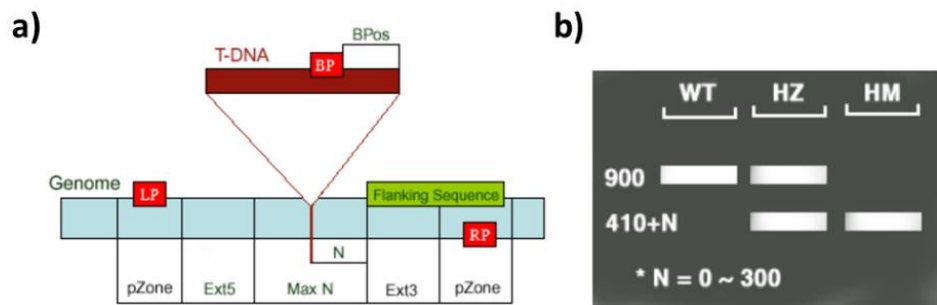 a)
BPos
T-DNA
BP
Genome
LP
Flanking Sequence
RP
N
pZone
Ext5
Max N
Ext3
pZone
b)
WT HZ HM
900
410+N
* N = 0 ~ 300